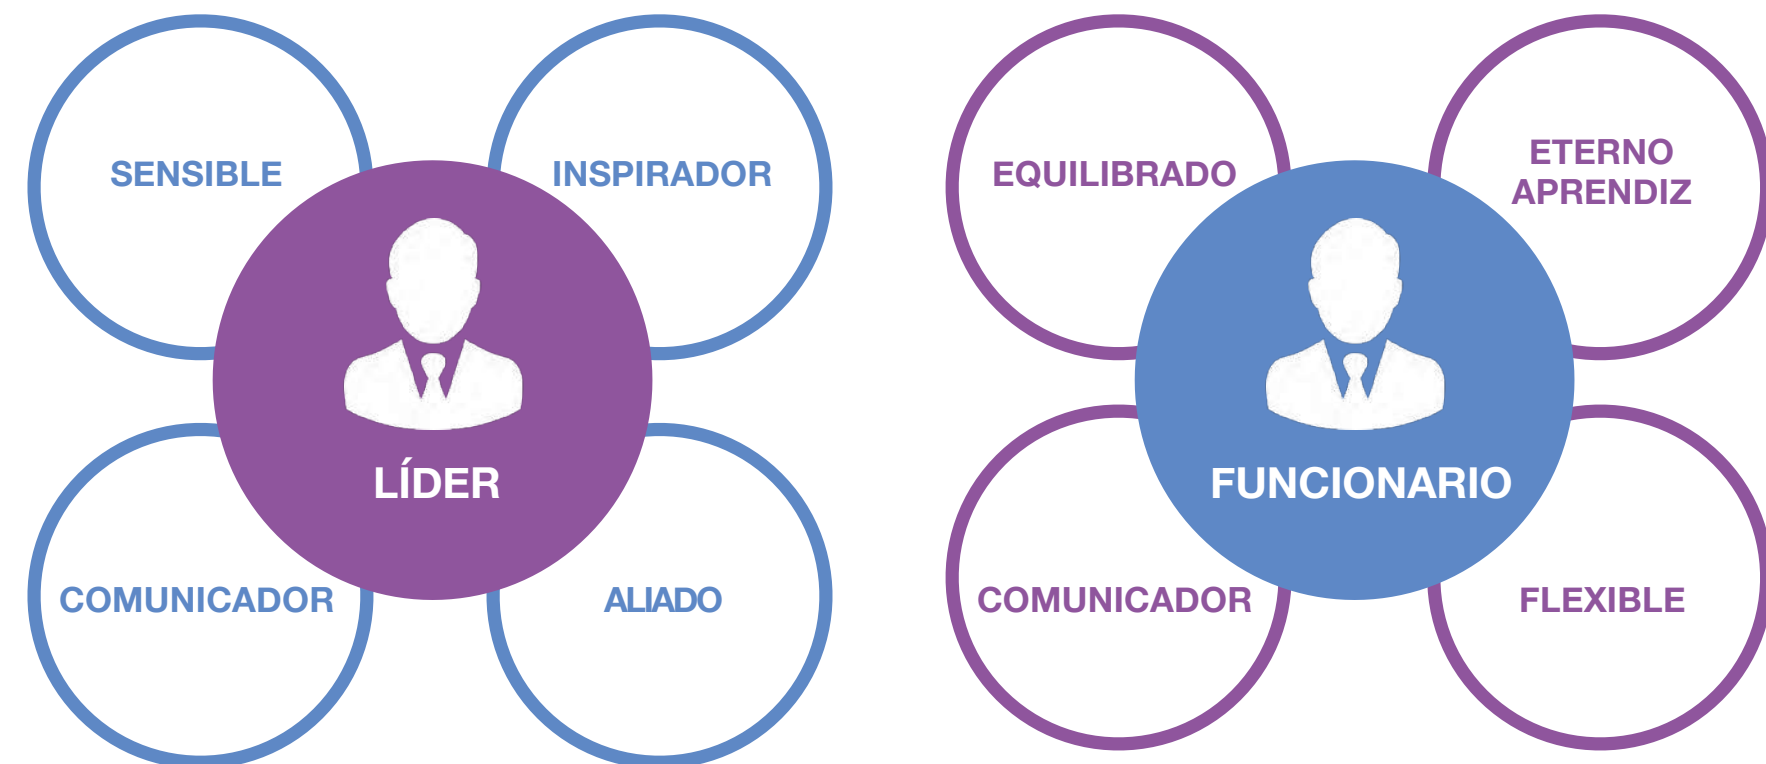 SENSIBLE
INSPIRADOR
LÍDER
COMUNICADOR
ALIADO
EQUILIBRADO
ETERNO
APRENDIZ
FUNCIONARIO
COMUNICADOR
FLEXIBLE